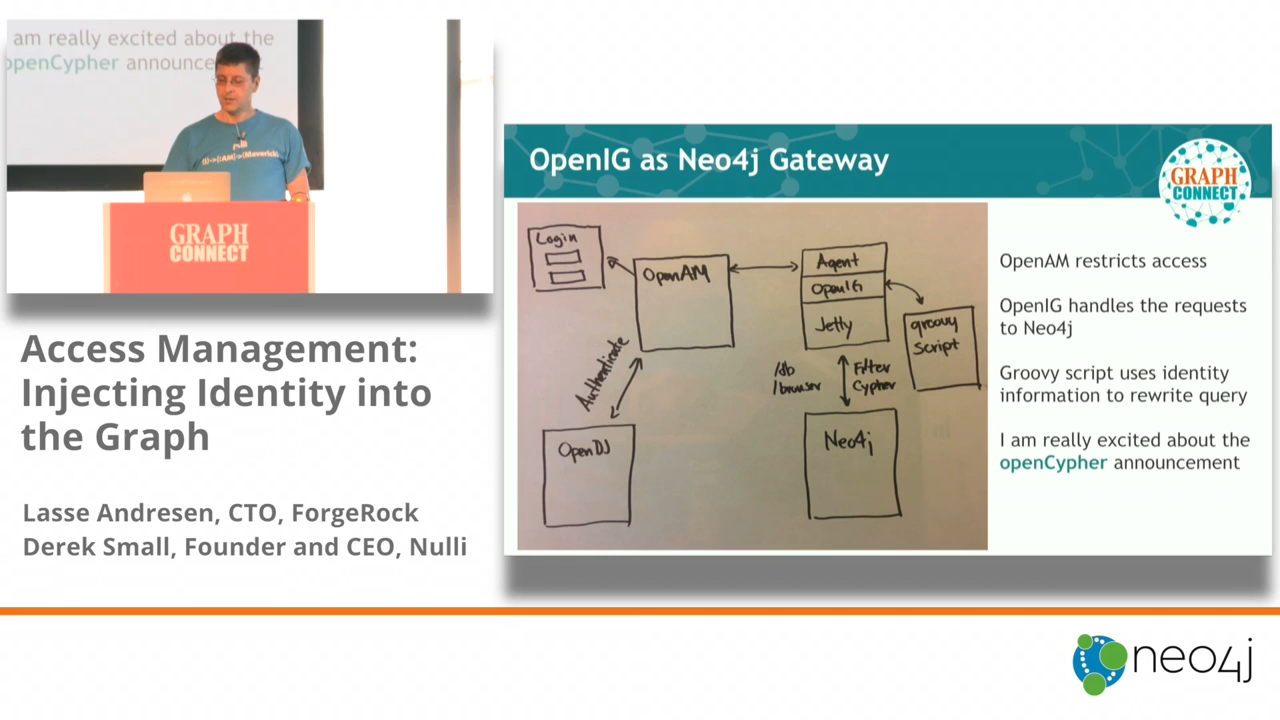 am really excited about the
openCypher announce
GRAPH
CONNECT
Access Management:
Injecting Identity into
the Graph
Lasse Andresen, CTO, ForgeRock
Derek Small, Founder and CEO, Nulli
OpenIG as Neo4j Gateway
GRAPH
CONNECT
Login
OpenAM
Agent
OpenIG
Jetty
groovy
script
Authenticate
/db
/browser
Filter
Cypher
OpenDJ
Neo4j
OpenAM restricts access
OpenIG handles the requests
to Neo4j
Groovy script uses identity
information to rewrite query
I am really excited about the
openCypher announcement
neo4j